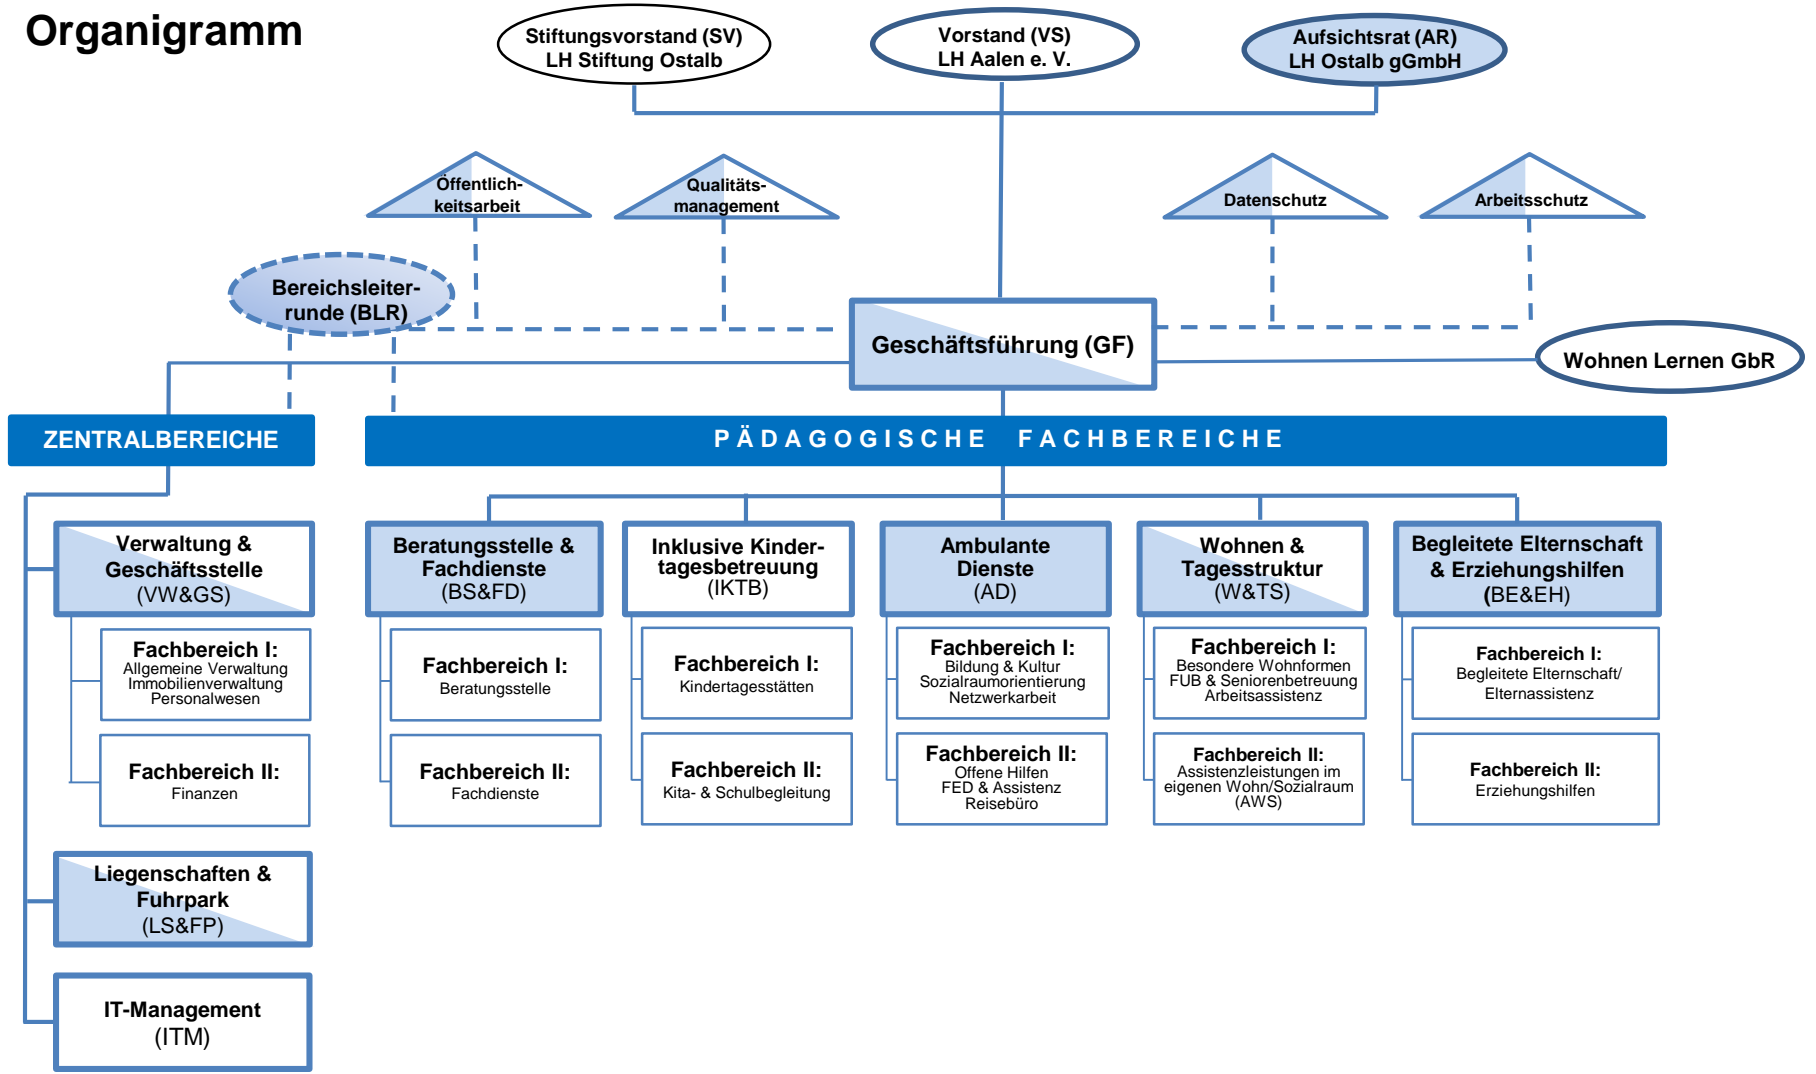 Organigramm
Stiftungsvorstand (SV)
LH Stiftung Ostalb
Vorstand (VS)
LH Aalen e. V.
Aufsichtsrat (AR)
LH Ostalb gGmbH
Öffentlich-
keitsarbeit
Qualitäts-
management
Datenschutz
Arbeitsschutz
Bereichsleiter-
runde (BLR)
Geschäftsführung (GF)
Wohnen Lernen GbR
ZENTRALBEREICHE
PÄDAGOGISCHE FACHBEREICHE
Verwaltung &
Geschäftsstelle
(VW&GS)
Fachbereich I:
Allgemeine Verwaltung
Immobilienverwaltung
Personalwesen
Fachbereich II:
Finanzen
Liegenschaften &
Fuhrpark
(LS&FP)
IT-Management
(ITM)
Beratungsstelle &
Fachdienste
(BS&FD)
Fachbereich I:
Beratungsstelle
Fachbereich II:
Fachdienste
Inklusive Kinder-
tagesbetreuung
(IKTB)
Fachbereich I:
Kindertagesstätten
Fachbereich II:
Kita- & Schulbegleitung
Ambulante
Dienste
(AD)
Fachbereich I:
Bildung & Kultur
Sozialraumorientierung
Netzwerkarbeit
Fachbereich II:
Offene Hilfen
FED & Assistenz
Reisebüro
Wohnen &
Tagesstruktur
(W&TS)
Fachbereich I:
Besondere Wohnformen
FUB & Seniorenbetreuung
Arbeitsassistenz
Fachbereich II:
Assistenzleistungen im
eigenen Wohn/Sozialraum
(AWS)
Begleitete Elternschaft
& Erziehungshilfen
(BE&EH)
Fachbereich I:
Begleitete Elternschaft/
Elternassistenz
Fachbereich II:
Erziehungshilfen